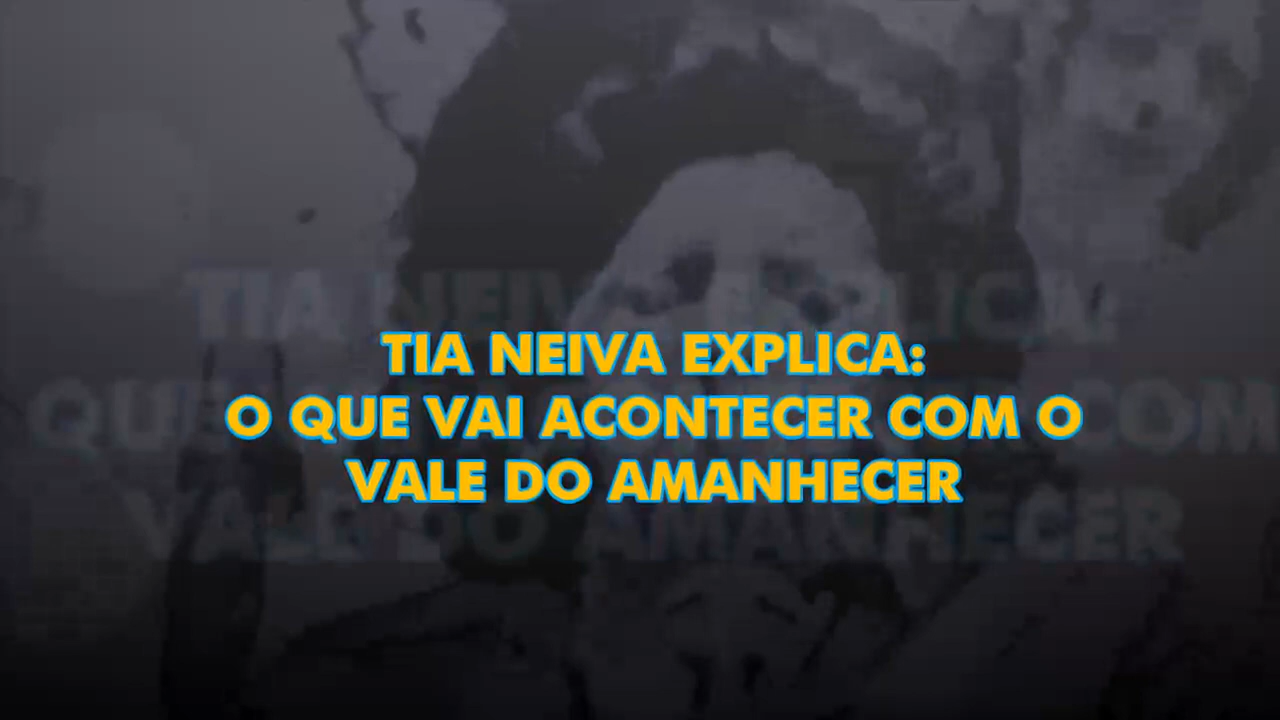 TIA NEIVA EXPLICA:
O QUE VAI ACONTECER COM O
VALE DO AMANHECER